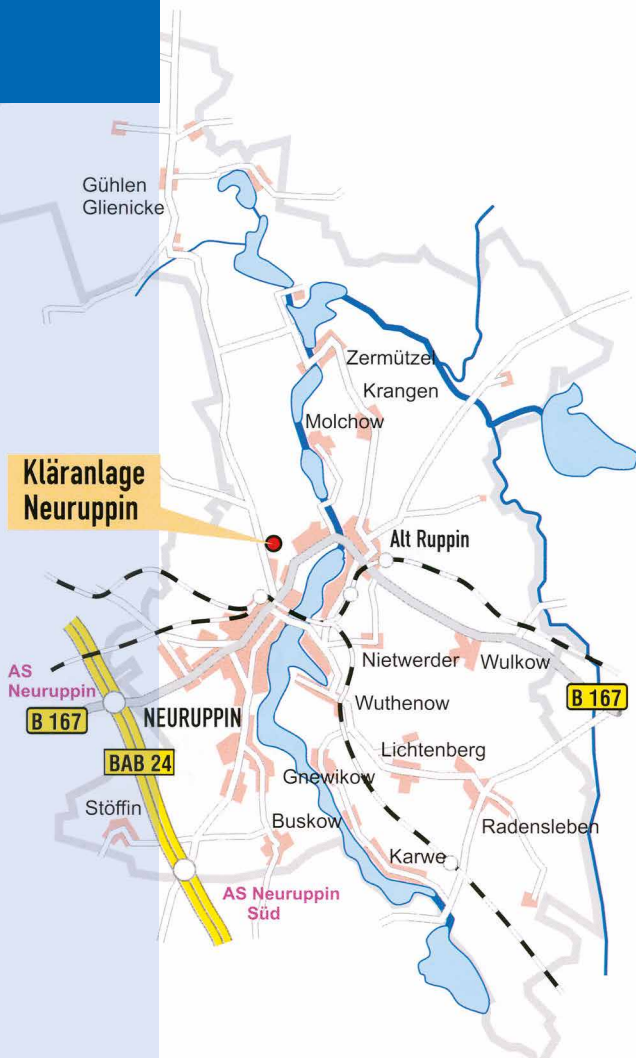 Gühlen
Glienicke
Zermützel
Krangen
Molchow
Kläranlage
Neuruppin
Alt Ruppin
Nietwerder
Wulkow
AS
Neuruppin
B 167
B 167
Wuthenow
NEURUPPIN
Lichtenberg
BAB 24
Gnewikow
Stöffin
Buskow
Radensleben
Karwe
AS Neuruppin
Süd